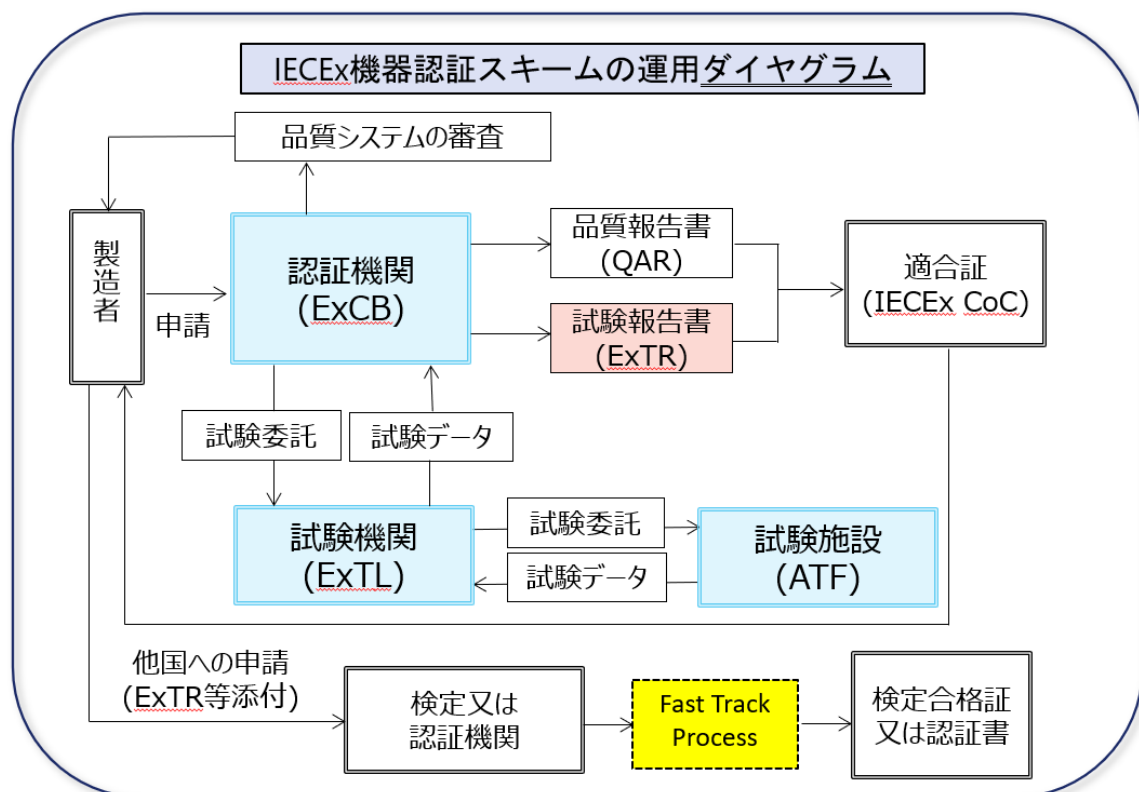 IECEx機器認証スキームの運用ダイヤグラム
品質システムの審査
製造者
申請
認証機関
(ExCB)
品質報告書
(QAR)
試験報告書
(ExTR)
適合証
(IECEx CoC)
試験委託
試験データ
試験機関
(ExTL)
試験委託
試験データ
試験施設
(ATF)
他国への申請
(ExTR等添付)
検定又は
認証機関
Fast Track
Process
検定合格証
又は認証書